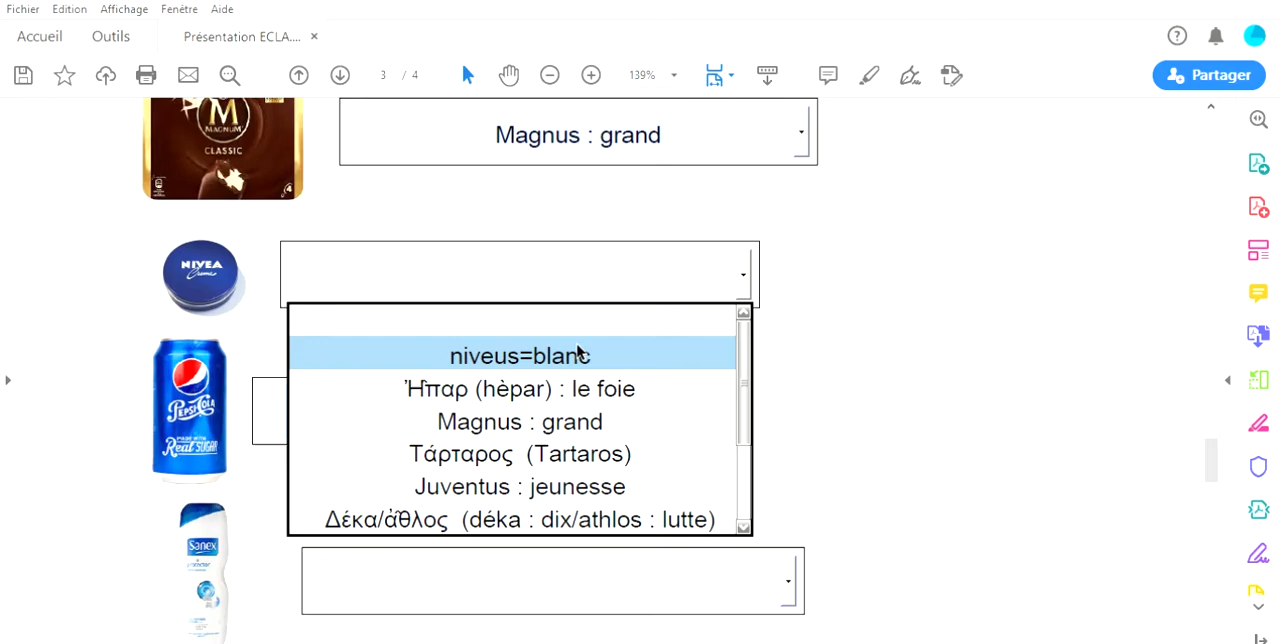 Fichier Edition Affichage Fenêtre Aide
Accueil Outils Présentation ECLA....
3 / 4 139% Partager
M
MAGNUM
CLASSIC
Magnus : grand
NIVEA
Creme
niveus=blanc
Ἡπαρ (hèpar) : le foie
Magnus : grand
Τάρταρος (Tartaros)
Juventus : jeunesse
Δέκα/ἀθλος (déka : dix/athlos : lutte)
PEPSI-COLA
MADE WITH
Real SUGAR
Sanex